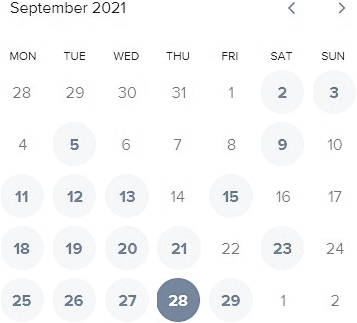 September 2021
MON TUE WED THU FRI SAT SUN
28 29 30 31 1 2 3
4 5 6 7 8 9 10
11 12 13 14 15 16 17
18 19 20 21 22 23 24
25 26 27 28 29 1 2